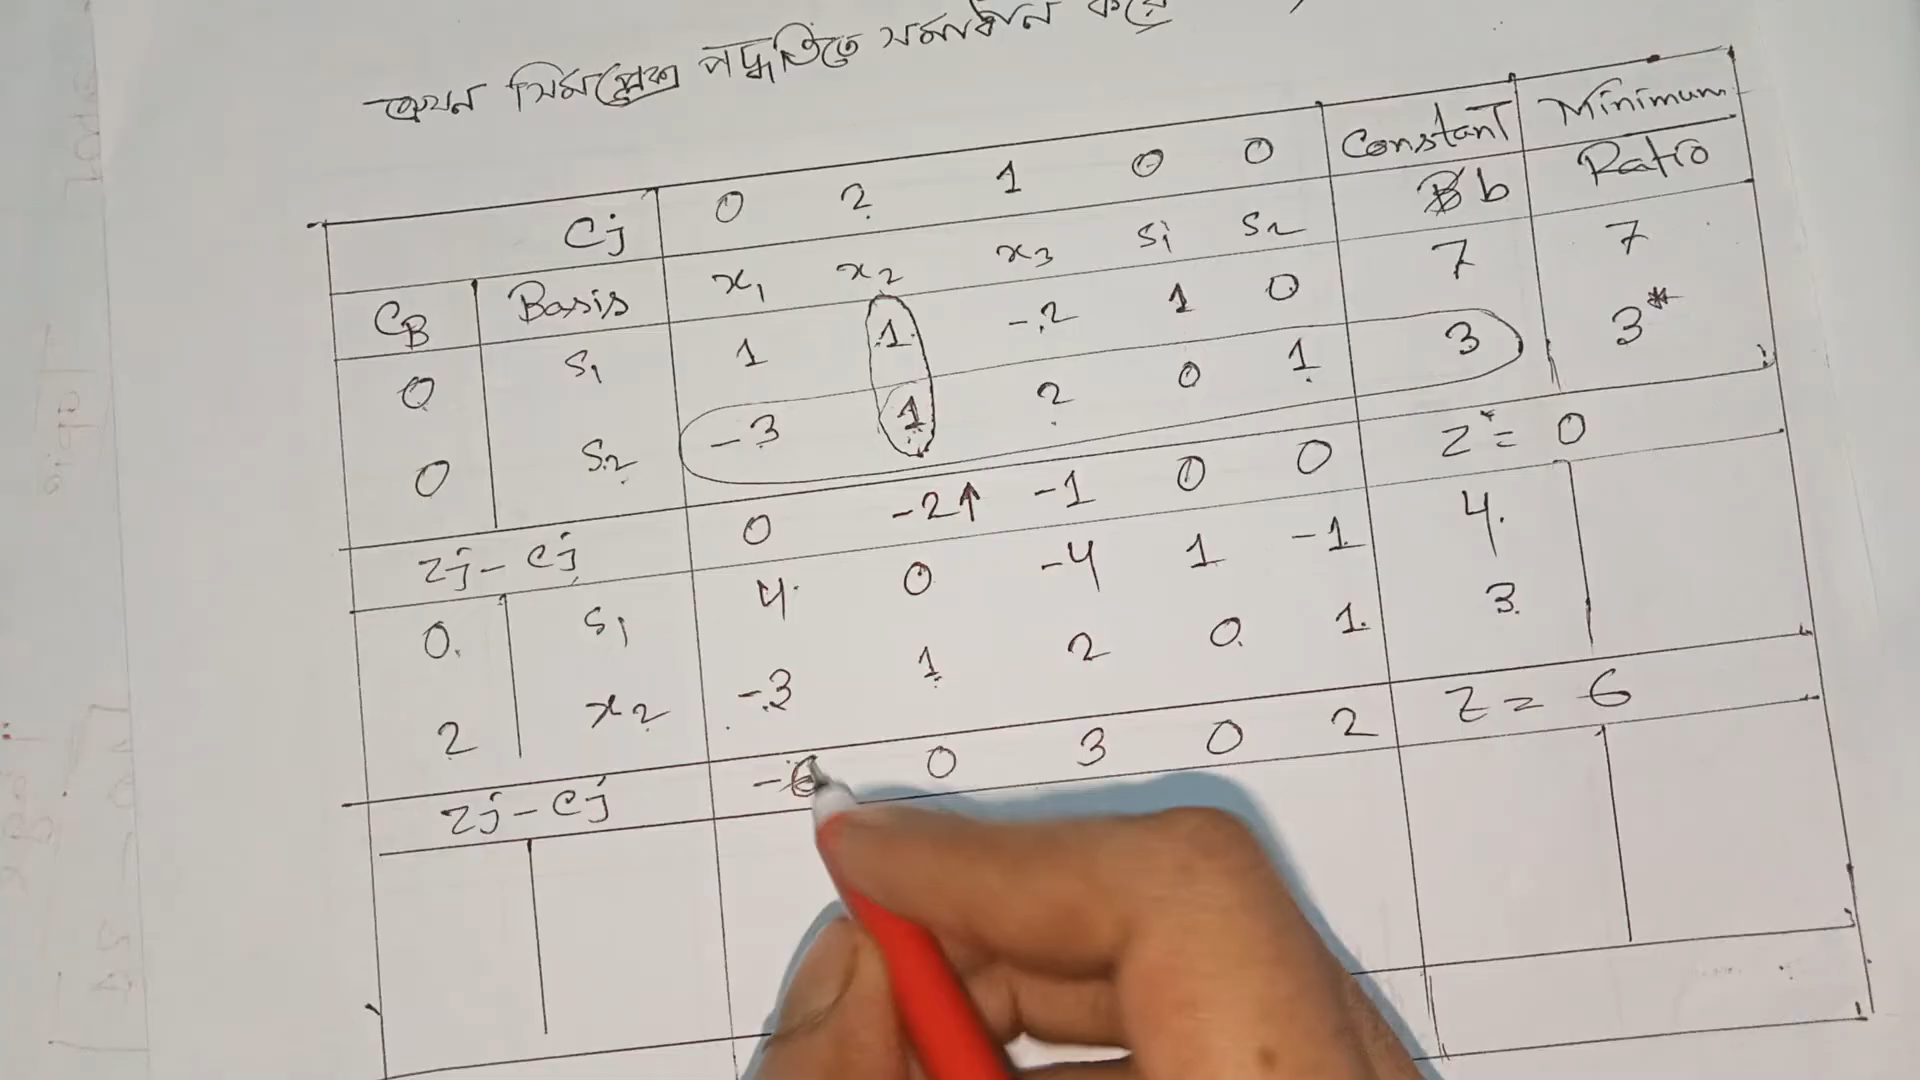 এখন সিমপ্লেক্স পদ্ধতিতে সমাধান করে
Cj 0 2 1 0 0 Constant Minimum
CB Basis x₁ x₂ x₃ S₁ S₂ b Ratio
0 S₁ 1 1 -2 1 0 7 7
0 S₂ -3 1 2 0 1 3 3*
Zj - Cj 0 -2↑ -1 0 0 Z* = 0
0 S₁ 4 0 -4 1 -1 4
2 x₂ -3 1 2 0 1 3
Zj - Cj -6 0 3 0 2 Z = 6